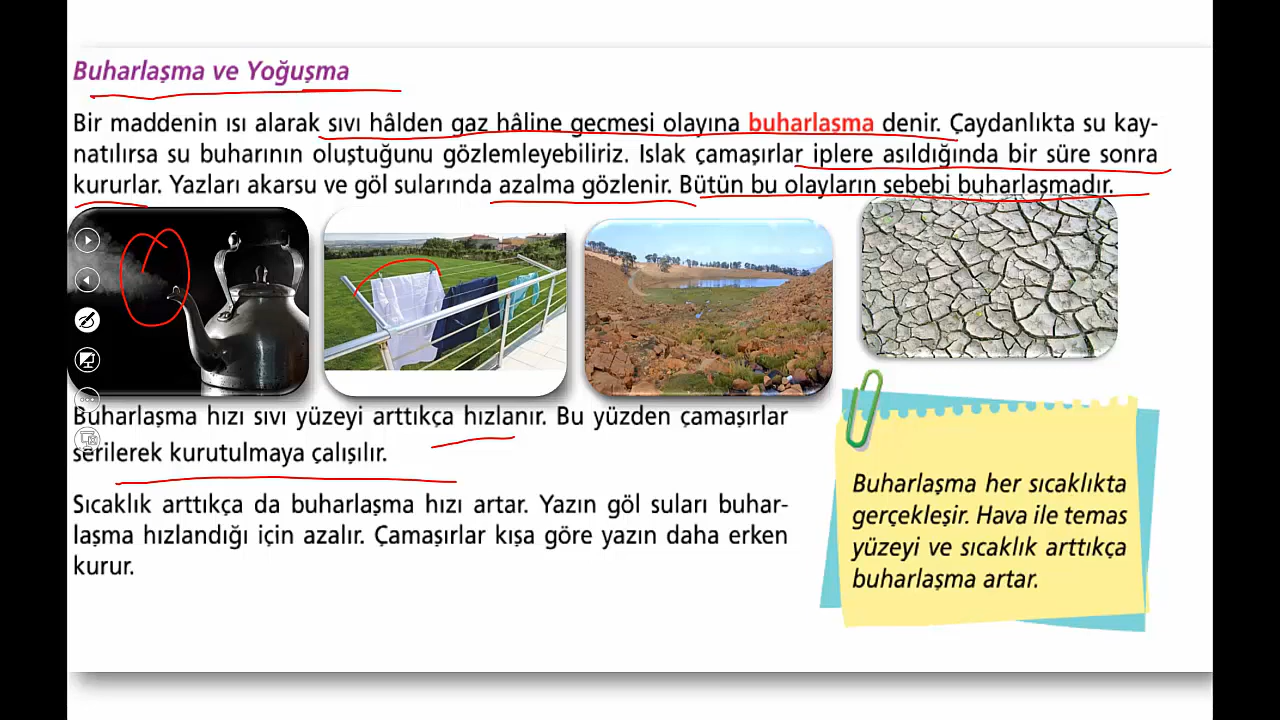 Buharlaşma ve Yoğuşma
Bir maddenin ısı alarak sıvı hâlden gaz hâline geçmesi olayına buharlaşma denir. Çaydanlıkta su kay-
natılırsa su buharının oluştuğunu gözlemleyebiliriz. Islak çamaşırlar iplere asıldığında bir süre sonra
kururlar. Yazları akarsu ve göl sularında azalma gözlenir. Bütün bu olayların sebebi buharlaşmadır.
Buharlaşma hızı sıvı yüzeyi arttıkça hızlanır. Bu yüzden çamaşırlar
serilerek kurutulmaya çalışılır.
Sıcaklık arttıkça da buharlaşma hızı artar. Yazın göl suları buhar-
laşma hızlandığı için azalır. Çamaşırlar kışa göre yazın daha erken
kurur.
Buharlaşma her sıcaklıkta
gerçekleşir. Hava ile temas
yüzeyi ve sıcaklık arttıkça
buharlaşma artar.